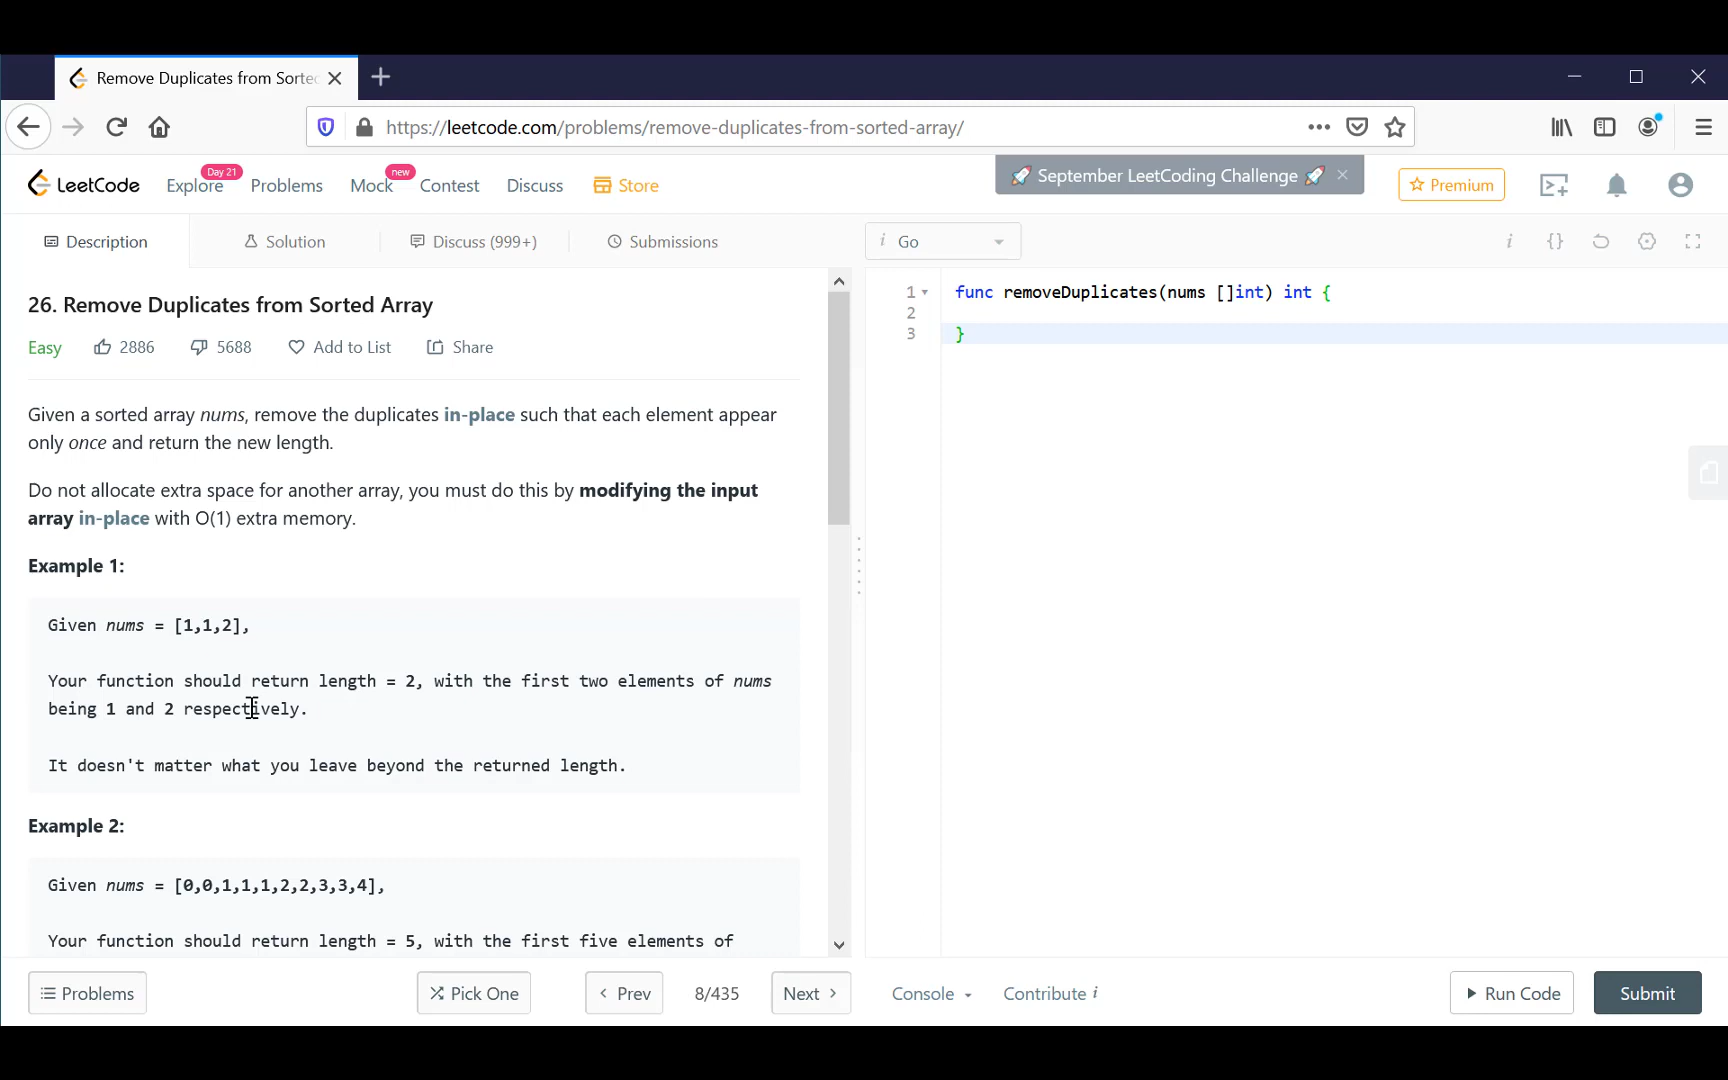 Remove Duplicates from Sorte
https://leetcode.com/problems/remove-duplicates-from-sorted-array/
LeetCode
Explore
Day 21
Problems
Mock
new
Contest
Discuss
Store
🚀 September LeetCoding Challenge 🚀
Premium
Description
Solution
Discuss (999+)
Submissions
i Go
26. Remove Duplicates from Sorted Array
Easy
2886
5688
Add to List
Share
Given a sorted array nums, remove the duplicates in-place such that each element appear
only once and return the new length.
Do not allocate extra space for another array, you must do this by modifying the input
array in-place with O(1) extra memory.
Example 1:
Given nums = [1,1,2],
Your function should return length = 2, with the first two elements of nums
being 1 and 2 respectively.
It doesn't matter what you leave beyond the returned length.
Example 2:
Given nums = [0,0,1,1,1,2,2,3,3,4],
Your function should return length = 5, with the first five elements of
i
{}
1 func removeDuplicates(nums []int) int {
2
3 }
Problems
Pick One
Prev
8/435
Next
Console
Contribute i
Run Code
Submit